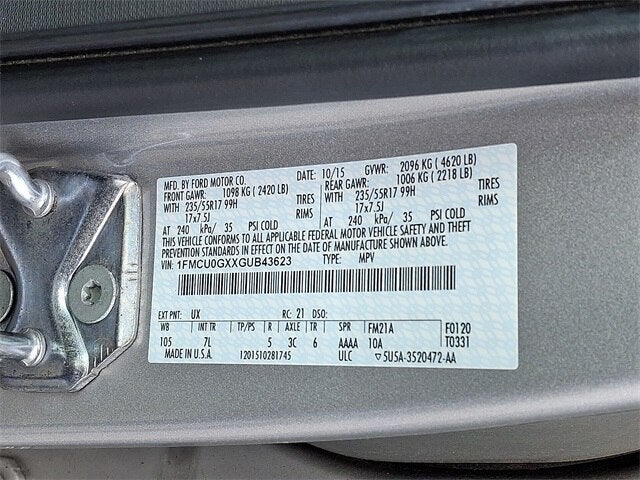 MFD. BY FORD MOTOR CO. DATE: 10/15 GVWR: 2096 KG ( 4620 LB)
FRONT GAWR: 1098 KG ( 2420 LB) REAR GAWR: 1006 KG ( 2218 LB)
WITH 235/55R17 99H TIRES WITH 235/55R17 99H TIRES
17x7.5J RIMS 17x7.5J RIMS
AT 240 kPa/ 35 PSI COLD AT 240 kPa/ 35 PSI COLD
THIS VEHICLE CONFORMS TO ALL APPLICABLE FEDERAL MOTOR VEHICLE SAFETY AND THEFT
PREVENTION STANDARDS IN EFFECT ON THE DATE OF MANUFACTURE SHOWN ABOVE.
VIN: 1FMCU0GXXGUB43623 TYPE: MPV
EXT PNT: UX RC: 21 DSO:
WB INT TR TP/PS R AXLE TR SPR FM21A F0120
105 7L 5 3C 6 AAAA 10A T0331
MADE IN U.S.A. 1201510281745 ULC 5U5A-3520472-AA